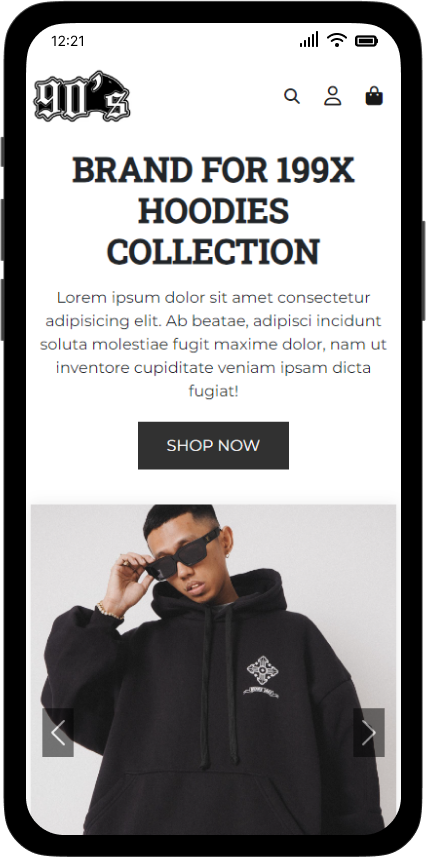 12:21
90's
BRAND FOR 199X
HOODIES
COLLECTION
Lorem ipsum dolor sit amet consectetur
adipisicing elit. Ab beatae, adipisci incidunt
soluta molestiae fugit maxime dolor, nam ut
inventore cupiditate veniam ipsam dicta
fugiat!
SHOP NOW